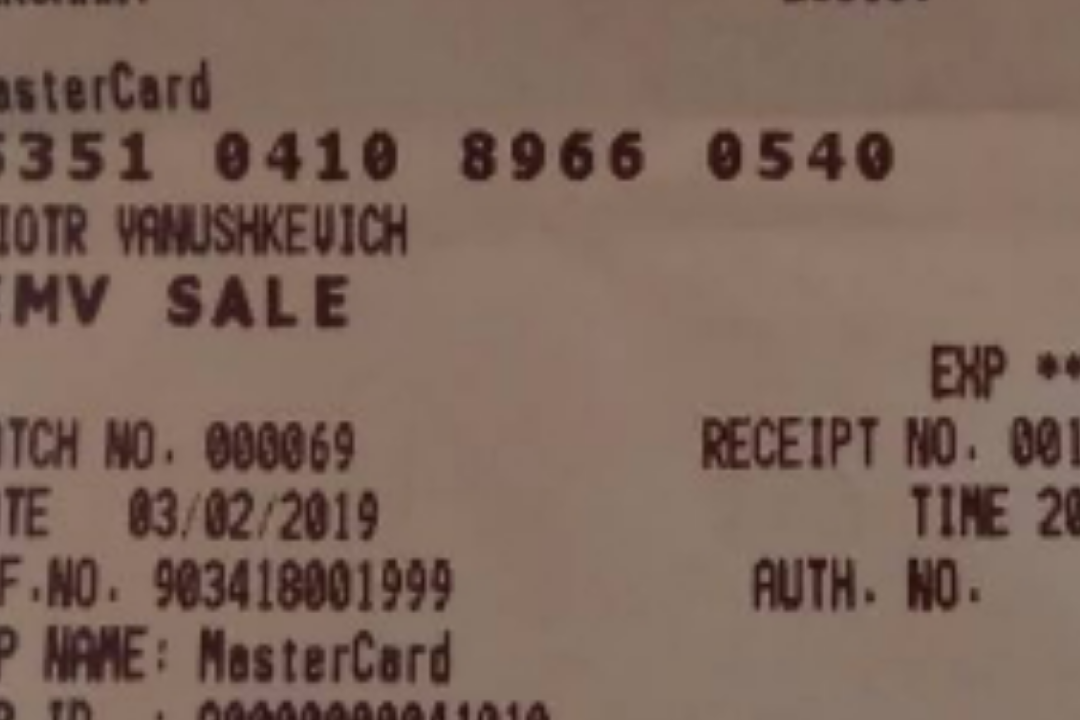 asterCard
5351 0410 8966 0540
IOTR YANUSHKEVICH
EMV SALE
EXP **
TCH NO. 000069 RECEIPT NO. 001
TE 03/02/2019 TIME 20
F.NO. 903418001999 AUTH. NO.
P NAME: MasterCard